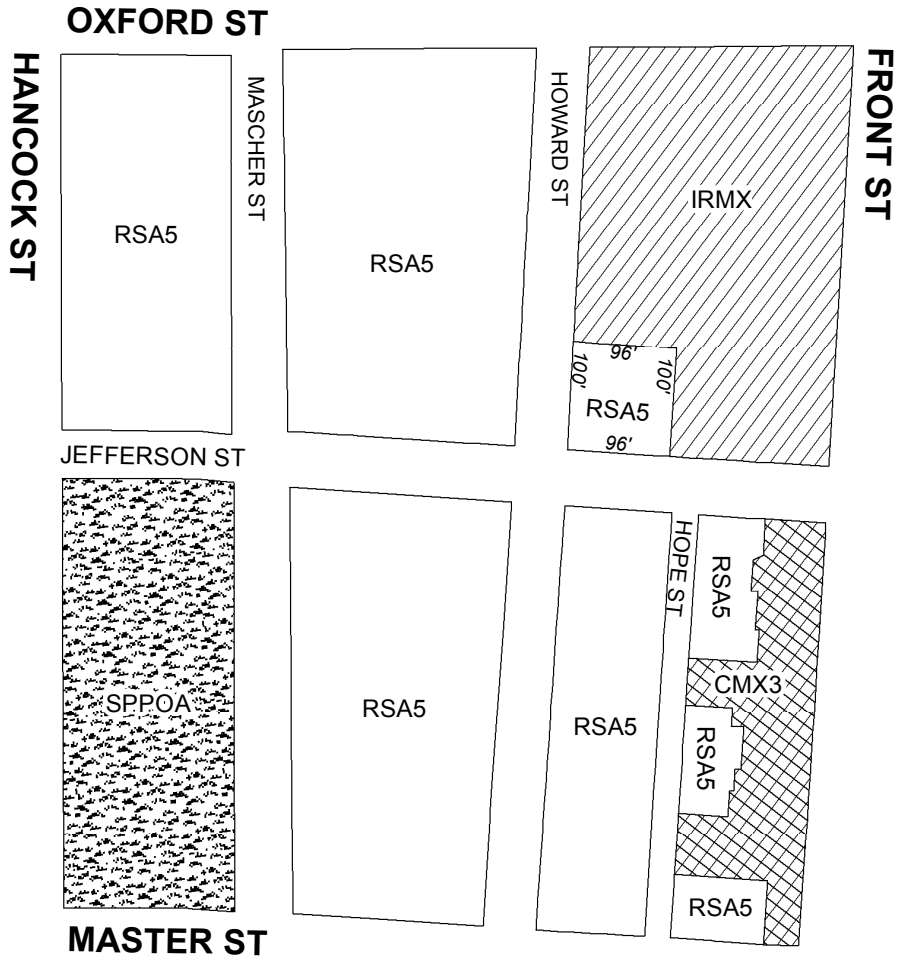 OXFORD ST
HANCOCK ST
MASCHER ST
HOWARD ST
FRONT ST
RSA5
RSA5
IRMX
96'
100'
100'
RSA5
96'
JEFFERSON ST
HOPE ST
RSA5
SPPOA
RSA5
RSA5
CMX3
RSA5
RSA5
MASTER ST